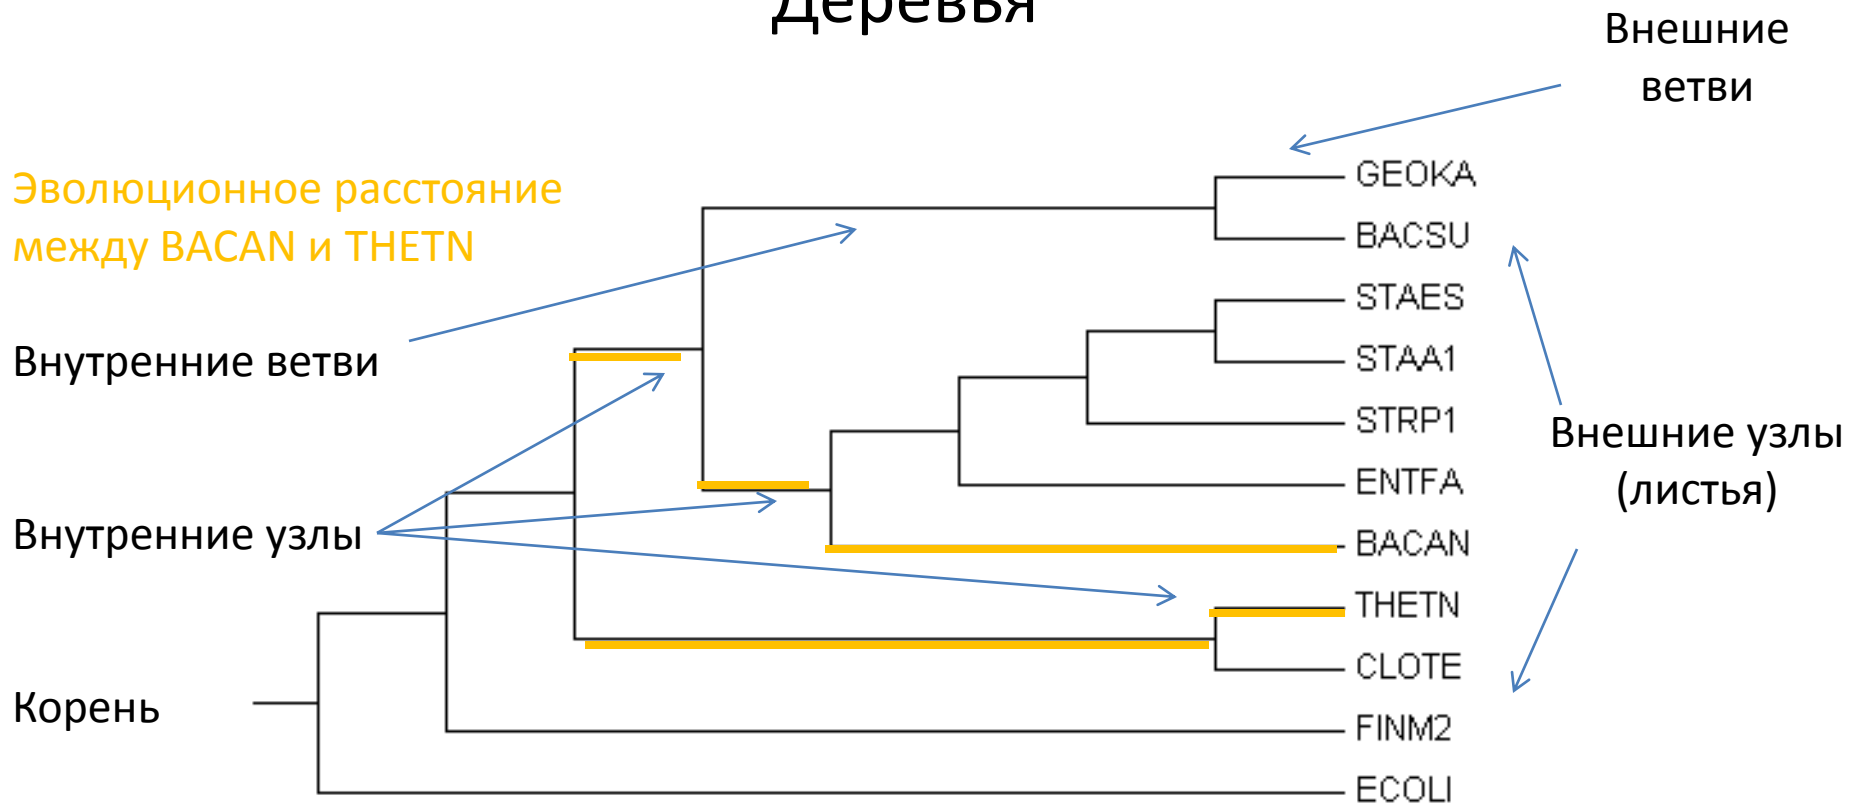 Деревья
Внешние
ветви
Эволюционное расстояние
между BACAN и THETN
Внутренние ветви
Внутренние узлы
Корень
GEOKA
BACSU
STAES
STAA1
STRP1
ENTFA
BACAN
THETN
CLOTE
FINM2
ECOLI
Внешние узлы
(листья)